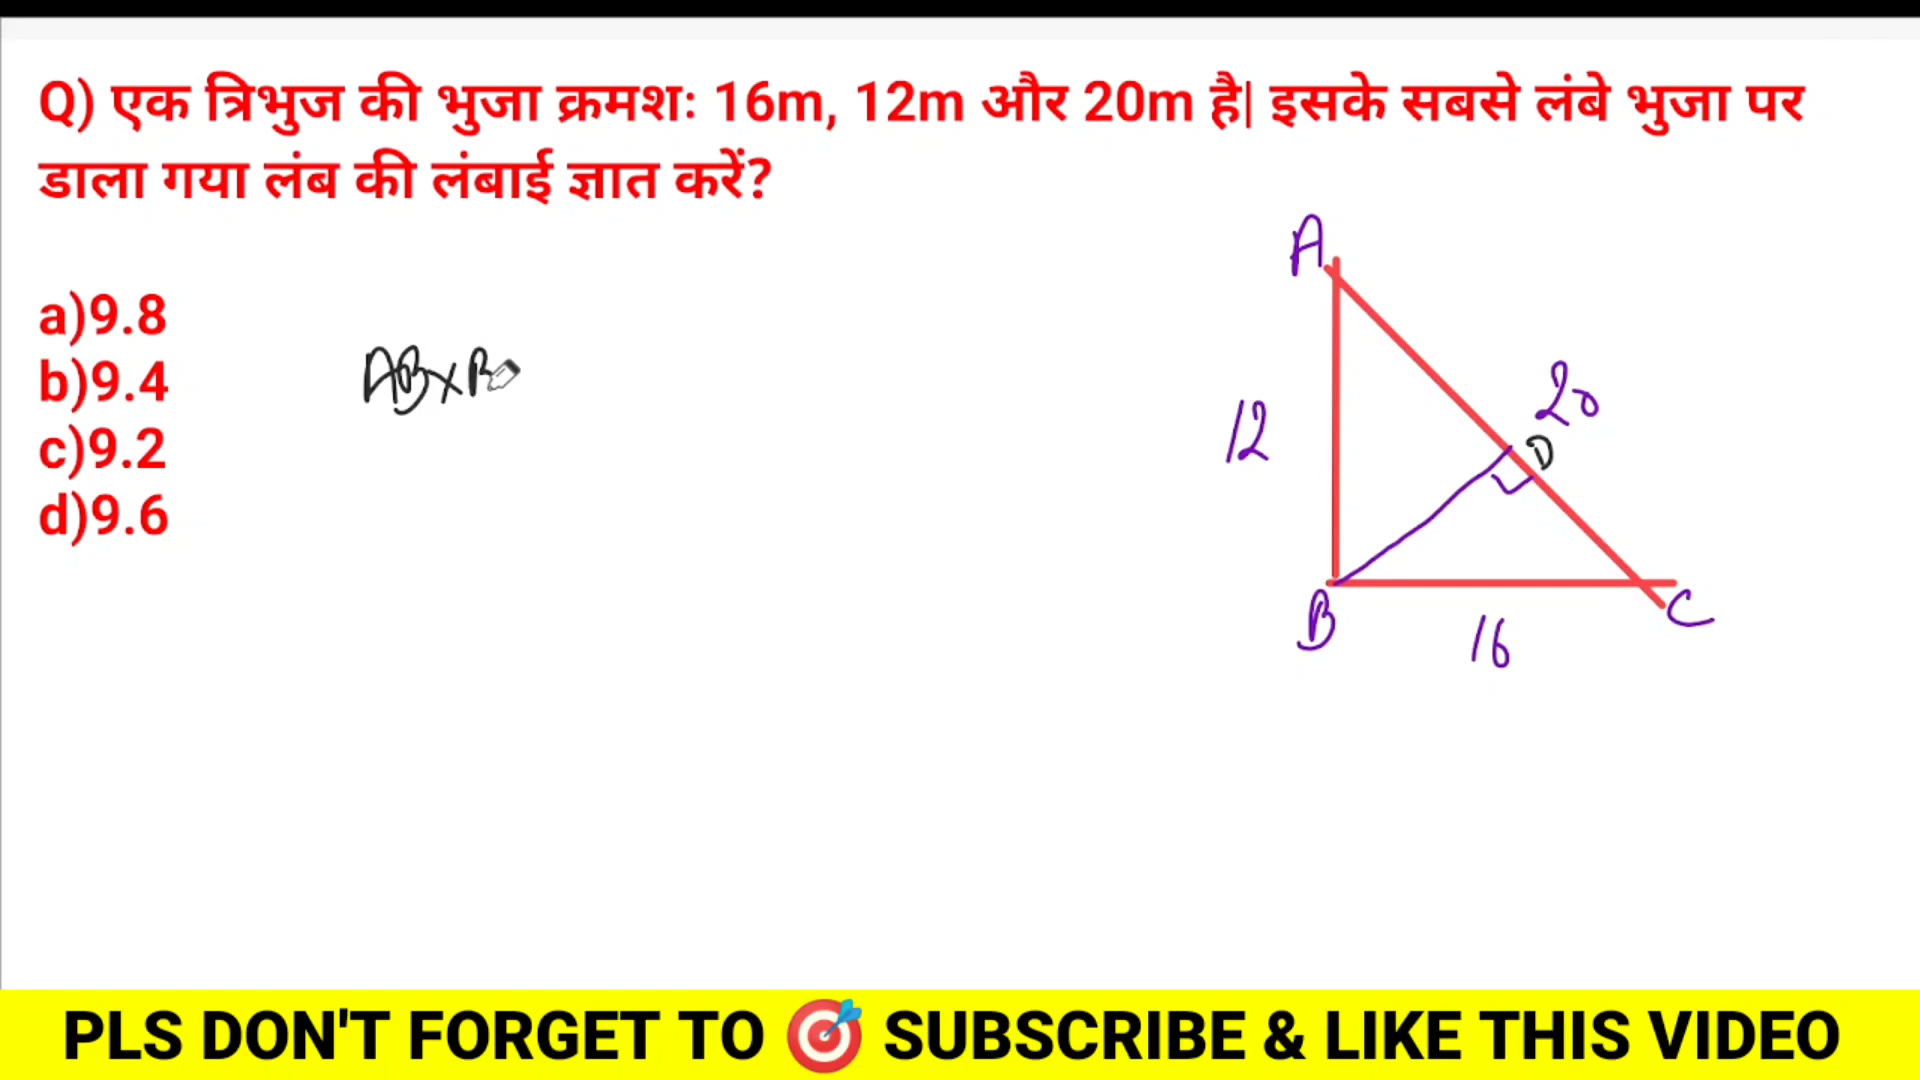 Q) एक त्रिभुज की भुजा क्रमशः 16m, 12m और 20m है| इसके सबसे लंबे भुजा पर
डाला गया लंब की लंबाई ज्ञात करें?
a)9.8
b)9.4
c)9.2
d)9.6
AB×B
A
12
20
D
B
16
C
PLS DON'T FORGET TO 🎯 SUBSCRIBE & LIKE THIS VIDEO